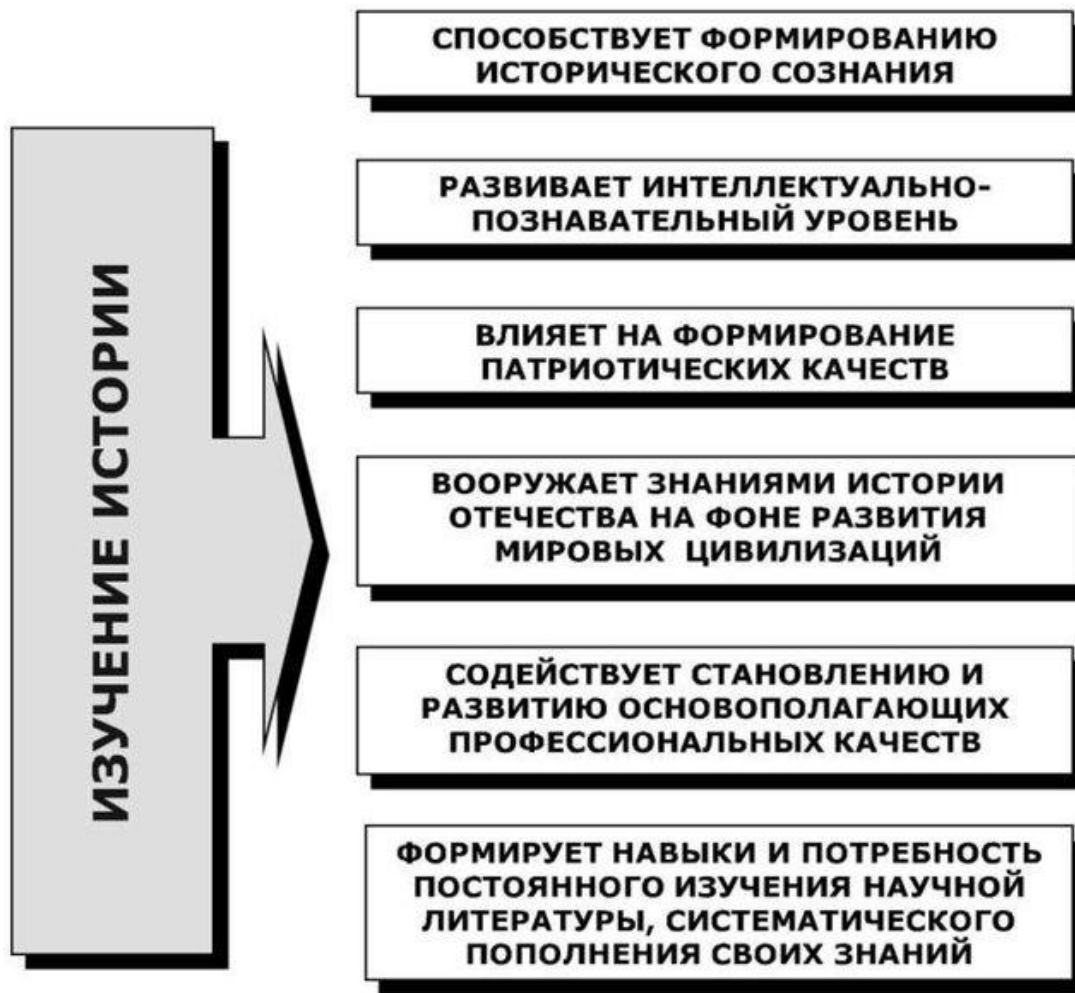 ИЗУЧЕНИЕ ИСТОРИИ
СПОСОБСТВУЕТ ФОРМИРОВАНИЮ
ИСТОРИЧЕСКОГО СОЗНАНИЯ
РАЗВИВАЕТ ИНТЕЛЛЕКТУАЛЬНО-
ПОЗНАВАТЕЛЬНЫЙ УРОВЕНЬ
ВЛИЯЕТ НА ФОРМИРОВАНИЕ
ПАТРИОТИЧЕСКИХ КАЧЕСТВ
ВООРУЖАЕТ ЗНАНИЯМИ ИСТОРИИ
ОТЕЧЕСТВА НА ФОНЕ РАЗВИТИЯ
МИРОВЫХ ЦИВИЛИЗАЦИЙ
СОДЕЙСТВУЕТ СТАНОВЛЕНИЮ И
РАЗВИТИЮ ОСНОВОПОЛАГАЮЩИХ
ПРОФЕССИОНАЛЬНЫХ КАЧЕСТВ
ФОРМИРУЕТ НАВЫКИ И ПОТРЕБНОСТЬ
ПОСТОЯННОГО ИЗУЧЕНИЯ НАУЧНОЙ
ЛИТЕРАТУРЫ, СИСТЕМАТИЧЕСКОГО
ПОПОЛНЕНИЯ СВОИХ ЗНАНИЙ